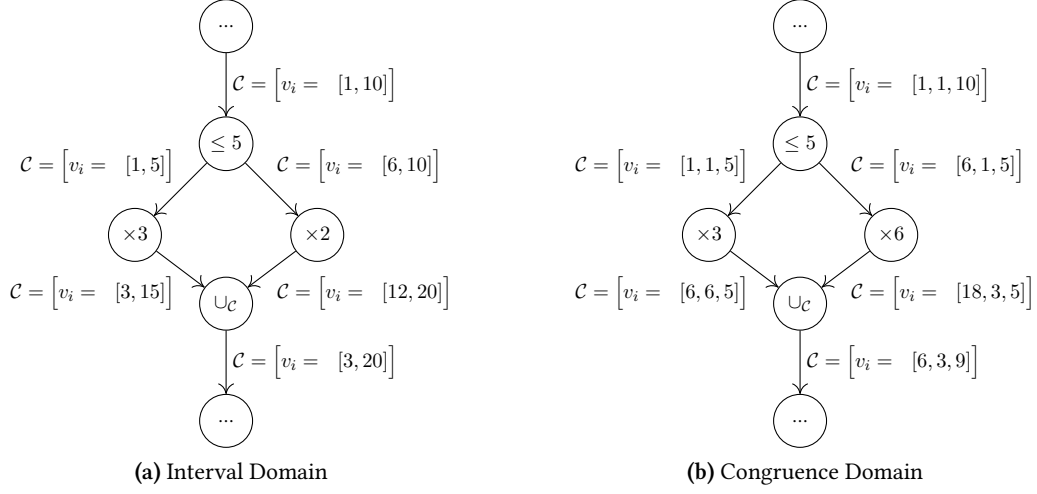 ...
𝒞 = [v_i = [1, 10]]
≤ 5
𝒞 = [v_i = [1, 5]]
𝒞 = [v_i = [6, 10]]
×3
×2
𝒞 = [v_i = [3, 15]]
𝒞 = [v_i = [12, 20]]
∪_𝒞
𝒞 = [v_i = [3, 20]]
...
(a) Interval Domain
...
𝒞 = [v_i = [1, 1, 10]]
≤ 5
𝒞 = [v_i = [1, 1, 5]]
𝒞 = [v_i = [6, 1, 5]]
×3
×6
𝒞 = [v_i = [6, 6, 5]]
𝒞 = [v_i = [18, 3, 5]]
∪_𝒞
𝒞 = [v_i = [6, 3, 9]]
...
(b) Congruence Domain